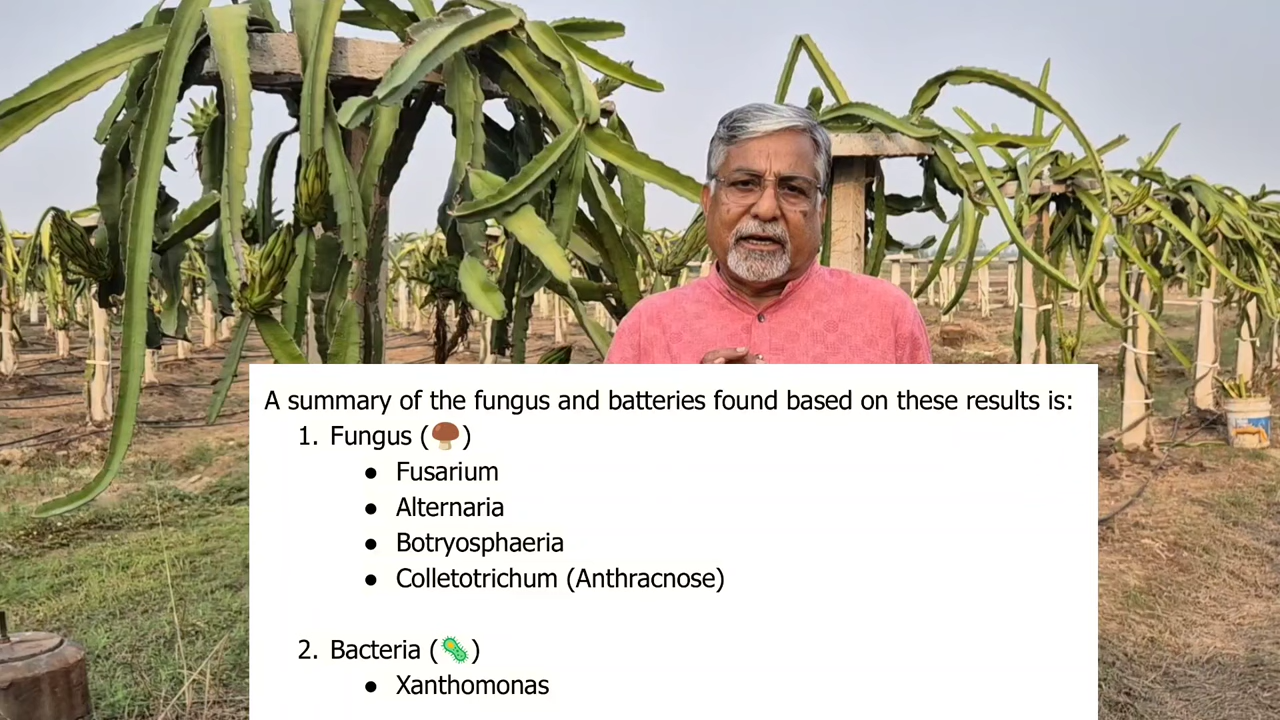 A summary of the fungus and batteries found based on these results is:
1. Fungus (🍄)
● Fusarium
● Alternaria
● Botryosphaeria
● Colletotrichum (Anthracnose)
2. Bacteria (🦠)
● Xanthomonas